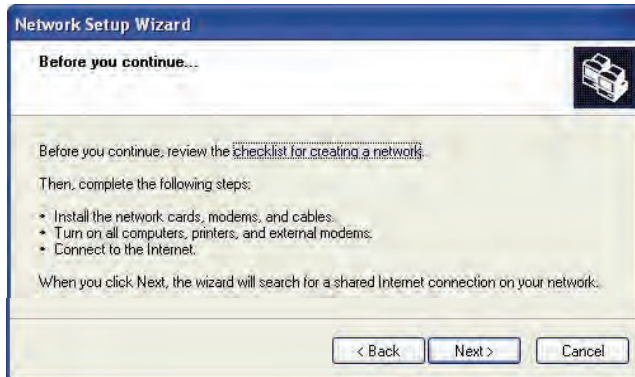 Network Setup Wizard
Before you continue...
Before you continue, review the checklist for creating a network.
Then, complete the following steps:
• Install the network cards, modems, and cables.
• Turn on all computers, printers, and external modems.
• Connect to the Internet.
When you click Next, the wizard will search for a shared Internet connection on your network.
< Back Next > Cancel